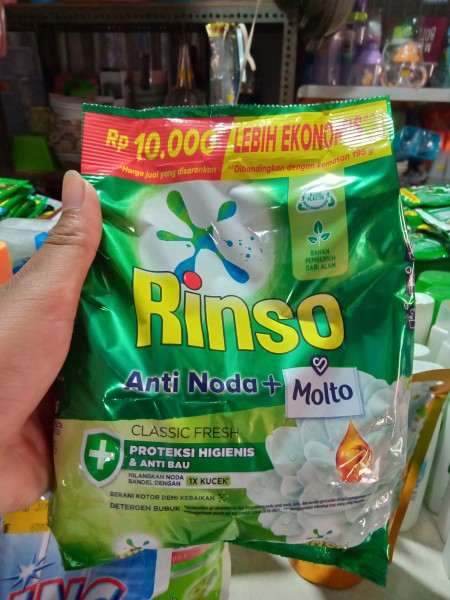 Rp 10.000
LEBIH EKONOMIS
*Harga jual yang disarankan
**Dibandingkan dengan kemasan 195 g
BAHAN
PEMBERSIH
DARI ALAM
Rinso
Anti Noda + Molto
CLASSIC FRESH
PROTEKSI HIGIENIS
& ANTI BAU
HILANGKAN NODA
BANDEL DENGAN 1X KUCEK*
BERANI KOTOR DEMI KEBAIKAN
DETERGEN BUBUK